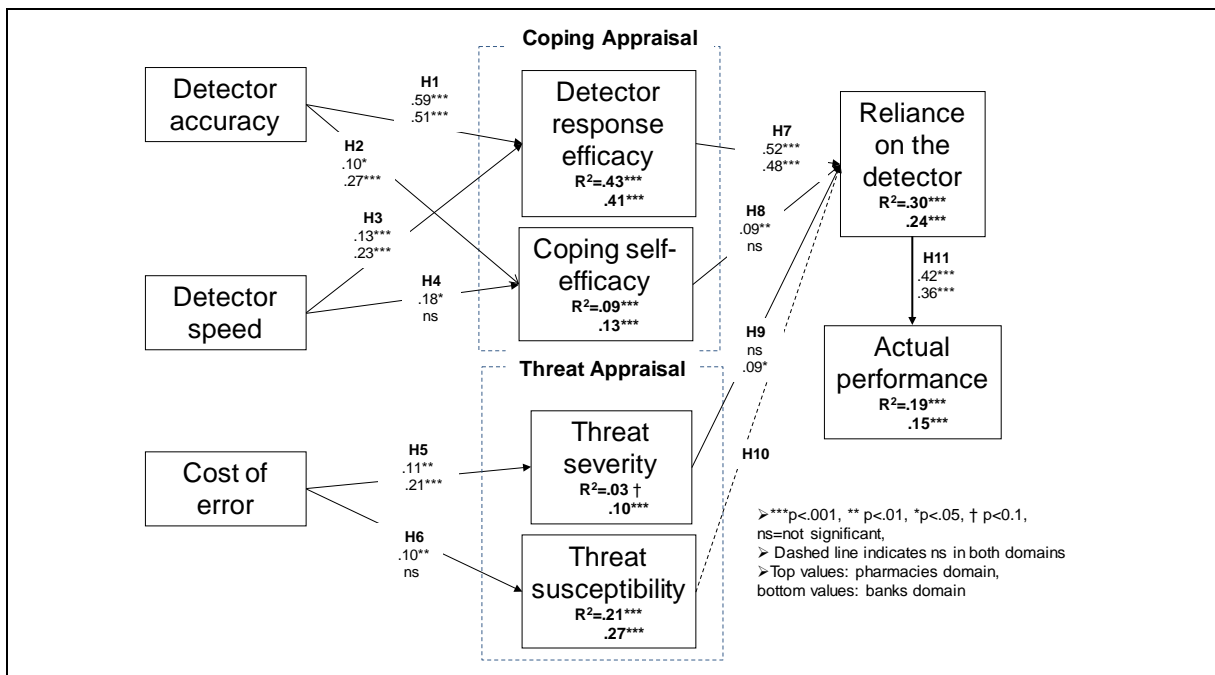 Coping Appraisal
Detector
accuracy
H1
.59***
.51***
Detector
response
efficacy
R²=.43***
.41***
H7
.52***
.48***
Reliance
on the
detector
R²=.30***
.24***
H2
.10*
.27***
H3
.13***
.23***
H8
.09**
ns
Detector
speed
H4
.18*
ns
Coping self-
efficacy
R²=.09***
.13***
H11
.42***
.36***
H9
ns
.09*
Actual
performance
R²=.19***
.15***
Threat Appraisal
Cost of
error
H5
.11**
.21***
Threat
severity
R²=.03 †
.10***
H10
H6
.10**
ns
Threat
susceptibility
R²=.21***
.27***
➢***p<.001, ** p<.01, *p<.05, † p<0.1,
ns=not significant,
➢ Dashed line indicates ns in both domains
➢Top values: pharmacies domain,
bottom values: banks domain